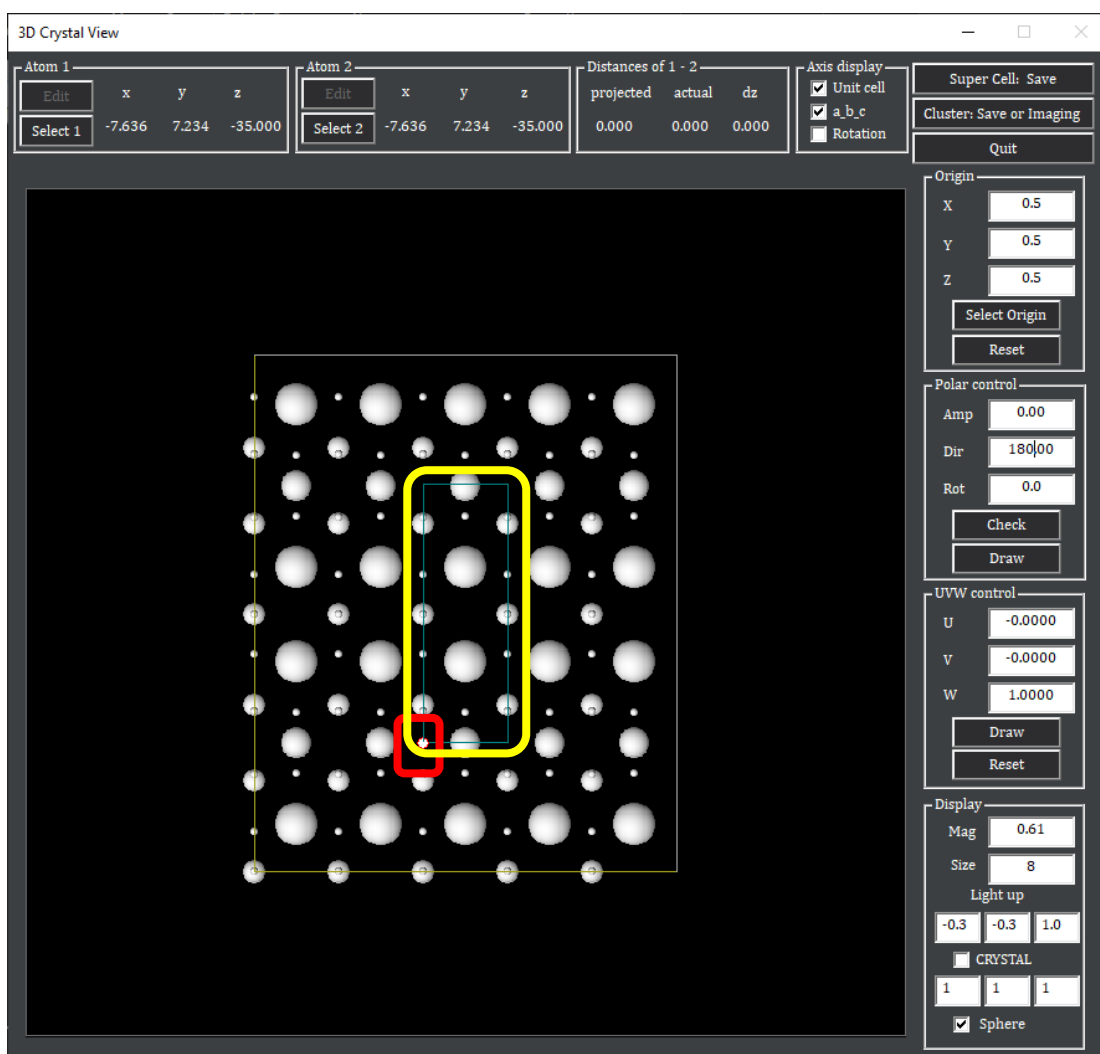 3D Crystal View
Atom 1
Edit x y z
Select 1 -7.636 7.234 -35.000
Atom 2
Edit x y z
Select 2 -7.636 7.234 -35.000
Distances of 1 - 2
projected actual dz
0.000 0.000 0.000
Axis display
Unit cell
a_b_c
Rotation
Super Cell: Save
Cluster: Save or Imaging
Quit
Origin
X 0.5
Y 0.5
Z 0.5
Select Origin
Reset
Polar control
Amp 0.00
Dir 180.00
Rot 0.0
Check
Draw
UVW control
U -0.0000
V -0.0000
W 1.0000
Draw
Reset
Display
Mag 0.61
Size 8
Light up
-0.3 -0.3 1.0
CRYSTAL
1 1 1
Sphere